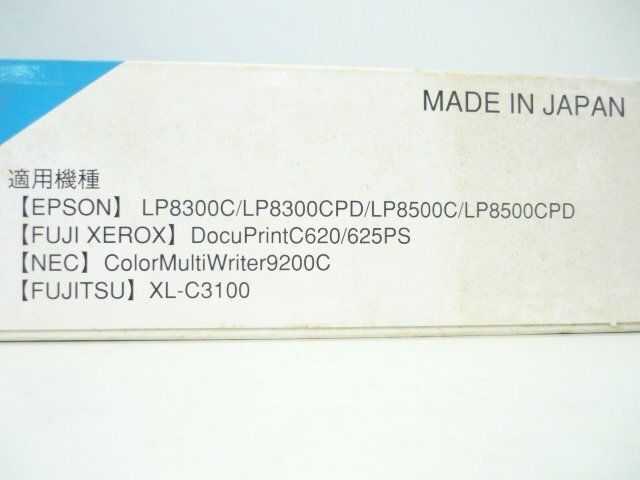 MADE IN JAPAN
適用機種
【EPSON】 LP8300C/LP8300CPD/LP8500C/LP8500CPD
【FUJI XEROX】DocuPrintC620/625PS
【NEC】ColorMultiWriter9200C
【FUJITSU】XL-C3100